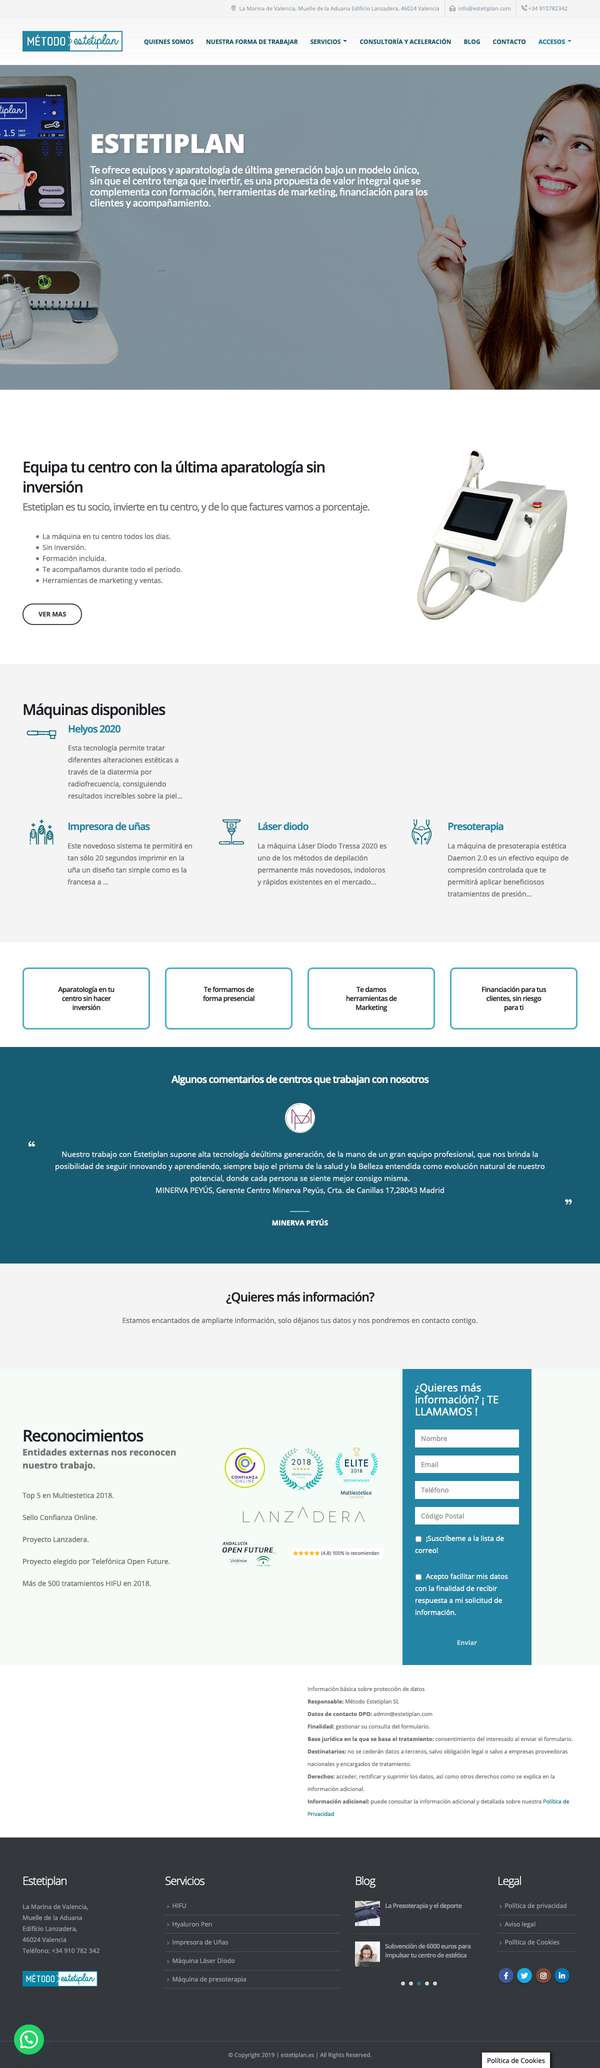 La Marina de Valencia, Muelle de la Aduana Edificio Lanzadera, 46024 Valencia
info@estetiplan.com
+34 910782342
MÉTODO estetiplan
QUIENES SOMOS
NUESTRA FORMA DE TRABAJAR
SERVICIOS
CONSULTORÍA Y ACELERACIÓN
BLOG
CONTACTO
ACCESOS
ESTETIPLAN
Te ofrece equipos y aparatología de última generación bajo un modelo único,
sin que el centro tenga que invertir, es una propuesta de valor integral que se
complementa con formación, herramientas de marketing, financiación para los
clientes y acompañamiento.
Equipa tu centro con la última aparatología sin
inversión
Estetiplan es tu socio, invierte en tu centro, y de lo que factures vamos a porcentaje.
La máquina en tu centro todos los días.
Sin inversión.
Formación incluida.
Te acompañamos durante todo el periodo.
Herramientas de marketing y ventas.
VER MAS
Máquinas disponibles
Helyos 2020
Esta tecnología permite tratar
diferentes alteraciones estéticas a
través de la diatermia por
radiofrecuencia, consiguiendo
resultados increíbles sobre la piel...
Impresora de uñas
Este novedoso sistema te permitirá en
tan sólo 20 segundos imprimir en la
uña un diseño tan simple como es la
francesa a ...
Láser diodo
La máquina Láser Diodo Tressa 2020 es
uno de los métodos de depilación
permanente más novedosos, indoloros
y rápidos existentes en el mercado...
Presoterapia
La máquina de presoterapia estética
Daemon 2.0 es un efectivo equipo de
compresión controlada que te
permitirá aplicar beneficiosos
tratamientos de presión...
Aparatología en tu
centro sin hacer
inversión
Te formamos de
forma presencial
Te damos
herramientas de
Marketing
Financiación para tus
clientes, sin riesgo
para ti
Algunos comentarios de centros que trabajan con nosotros
“
Nuestro trabajo con Estetiplan supone alta tecnología deúltima generación, de la mano de un gran equipo profesional, que nos brinda la
posibilidad de seguir innovando y aprendiendo, siempre bajo el prisma de la salud y la Belleza entendida como evolución natural de nuestro
potencial, donde cada persona se siente mejor consigo misma.
MINERVA PEYÚS, Gerente Centro Minerva Peyús, Crta. de Canillas 17,28043 Madrid
”
MINERVA PEYÚS
¿Quieres más información?
Estamos encantados de ampliarte información, solo déjanos tus datos y nos pondremos en contacto contigo.
Reconocimientos
Entidades externas nos reconocen
nuestro trabajo.
Top 5 en Multiestetica 2018.
Sello Confianza Online.
Proyecto Lanzadera.
Proyecto elegido por Telefónica Open Future.
Más de 500 tratamientos HIFU en 2018.
CONFIANZA
ONLINE
2018
ELITE
2018
Multiestetica
LANZADERA
ANDALUCÍA
OPEN FUTURE_
(4,8) 100% lo recomiendan
¿Quieres más
información? ¡ TE
LLAMAMOS !
Nombre
Email
Teléfono
Código Postal
¡Suscríbeme a la lista de
correo!
Acepto facilitar mis datos
con la finalidad de recibir
respuesta a mi solicitud de
información.
Enviar
Información básica sobre protección de datos
Responsable: Método Estetiplan SL
Datos de contacto DPO: admin@estetiplan.com
Finalidad: gestionar su consulta del formulario.
Base jurídica en la que se basa el tratamiento: consentimiento del interesado al enviar el formulario.
Destinatarios: no se cederán datos a terceros, salvo obligación legal o salvo a empresas proveedoras
nacionales y encargados de tratamiento.
Derechos: acceder, rectificar y suprimir los datos, así como otros derechos como se explica en la
información adicional.
Información adicional: puede consultar la información adicional y detallada sobre nuestra Política de
Privacidad
Estetiplan
La Marina de Valencia,
Muelle de la Aduana
Edificio Lanzadera,
46024 Valencia
Teléfono: +34 910 782 342
MÉTODO estetiplan
Servicios
HIFU
Hyaluron Pen
Impresora de Uñas
Máquina Láser Diodo
Máquina de presoterapia
Blog
La Presoterapia y el deporte
Subvención de 6000 euros para
impulsar tu centro de estética
Legal
Política de privacidad
Aviso legal
Política de Cookies
© Copyright 2019 | estetiplan.es | All Rights Reserved.
Política de Cookies